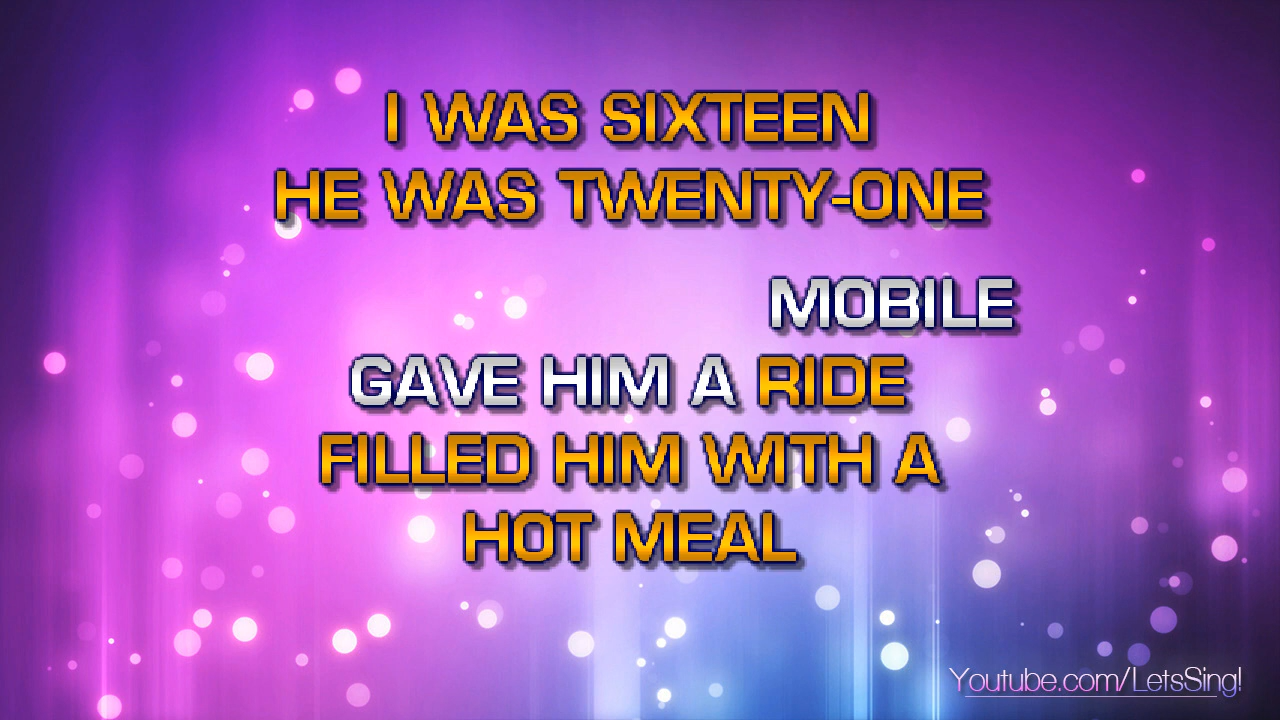 I WAS SIXTEEN
HE WAS TWENTY-ONE
MOBILE
GAVE HIM A RIDE
FILLED HIM WITH A
HOT MEAL
Youtube.com/LetsSing!